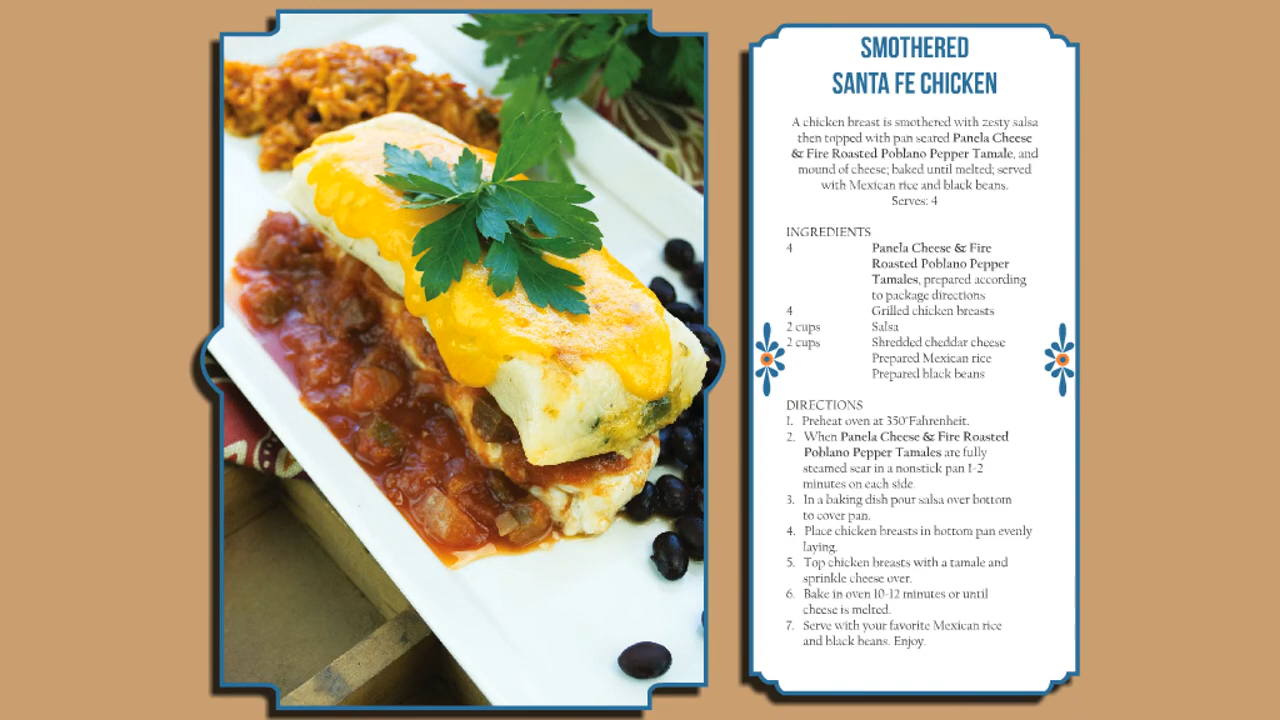 SMOTHERED
SANTA FE CHICKEN
A chicken breast is smothered with zesty salsa
then topped with pan seared Panela Cheese
& Fire Roasted Poblano Pepper Tamale, and
mound of cheese; baked until melted; served
with Mexican rice and black beans.
Serves: 4
INGREDIENTS
4 Panela Cheese & Fire
Roasted Poblano Pepper
Tamales, prepared according
to package directions
4 Grilled chicken breasts
2 cups Salsa
2 cups Shredded cheddar cheese
Prepared Mexican rice
Prepared black beans
DIRECTIONS
1. Preheat oven at 350°Fahrenheit.
2. When Panela Cheese & Fire Roasted
Poblano Pepper Tamales are fully
steamed sear in a nonstick pan 1-2
minutes on each side.
3. In a baking dish pour salsa over bottom
to cover pan.
4. Place chicken breasts in bottom pan evenly
laying.
5. Top chicken breasts with a tamale and
sprinkle cheese over.
6. Bake in oven 10-12 minutes or until
cheese is melted.
7. Serve with your favorite Mexican rice
and black beans. Enjoy.